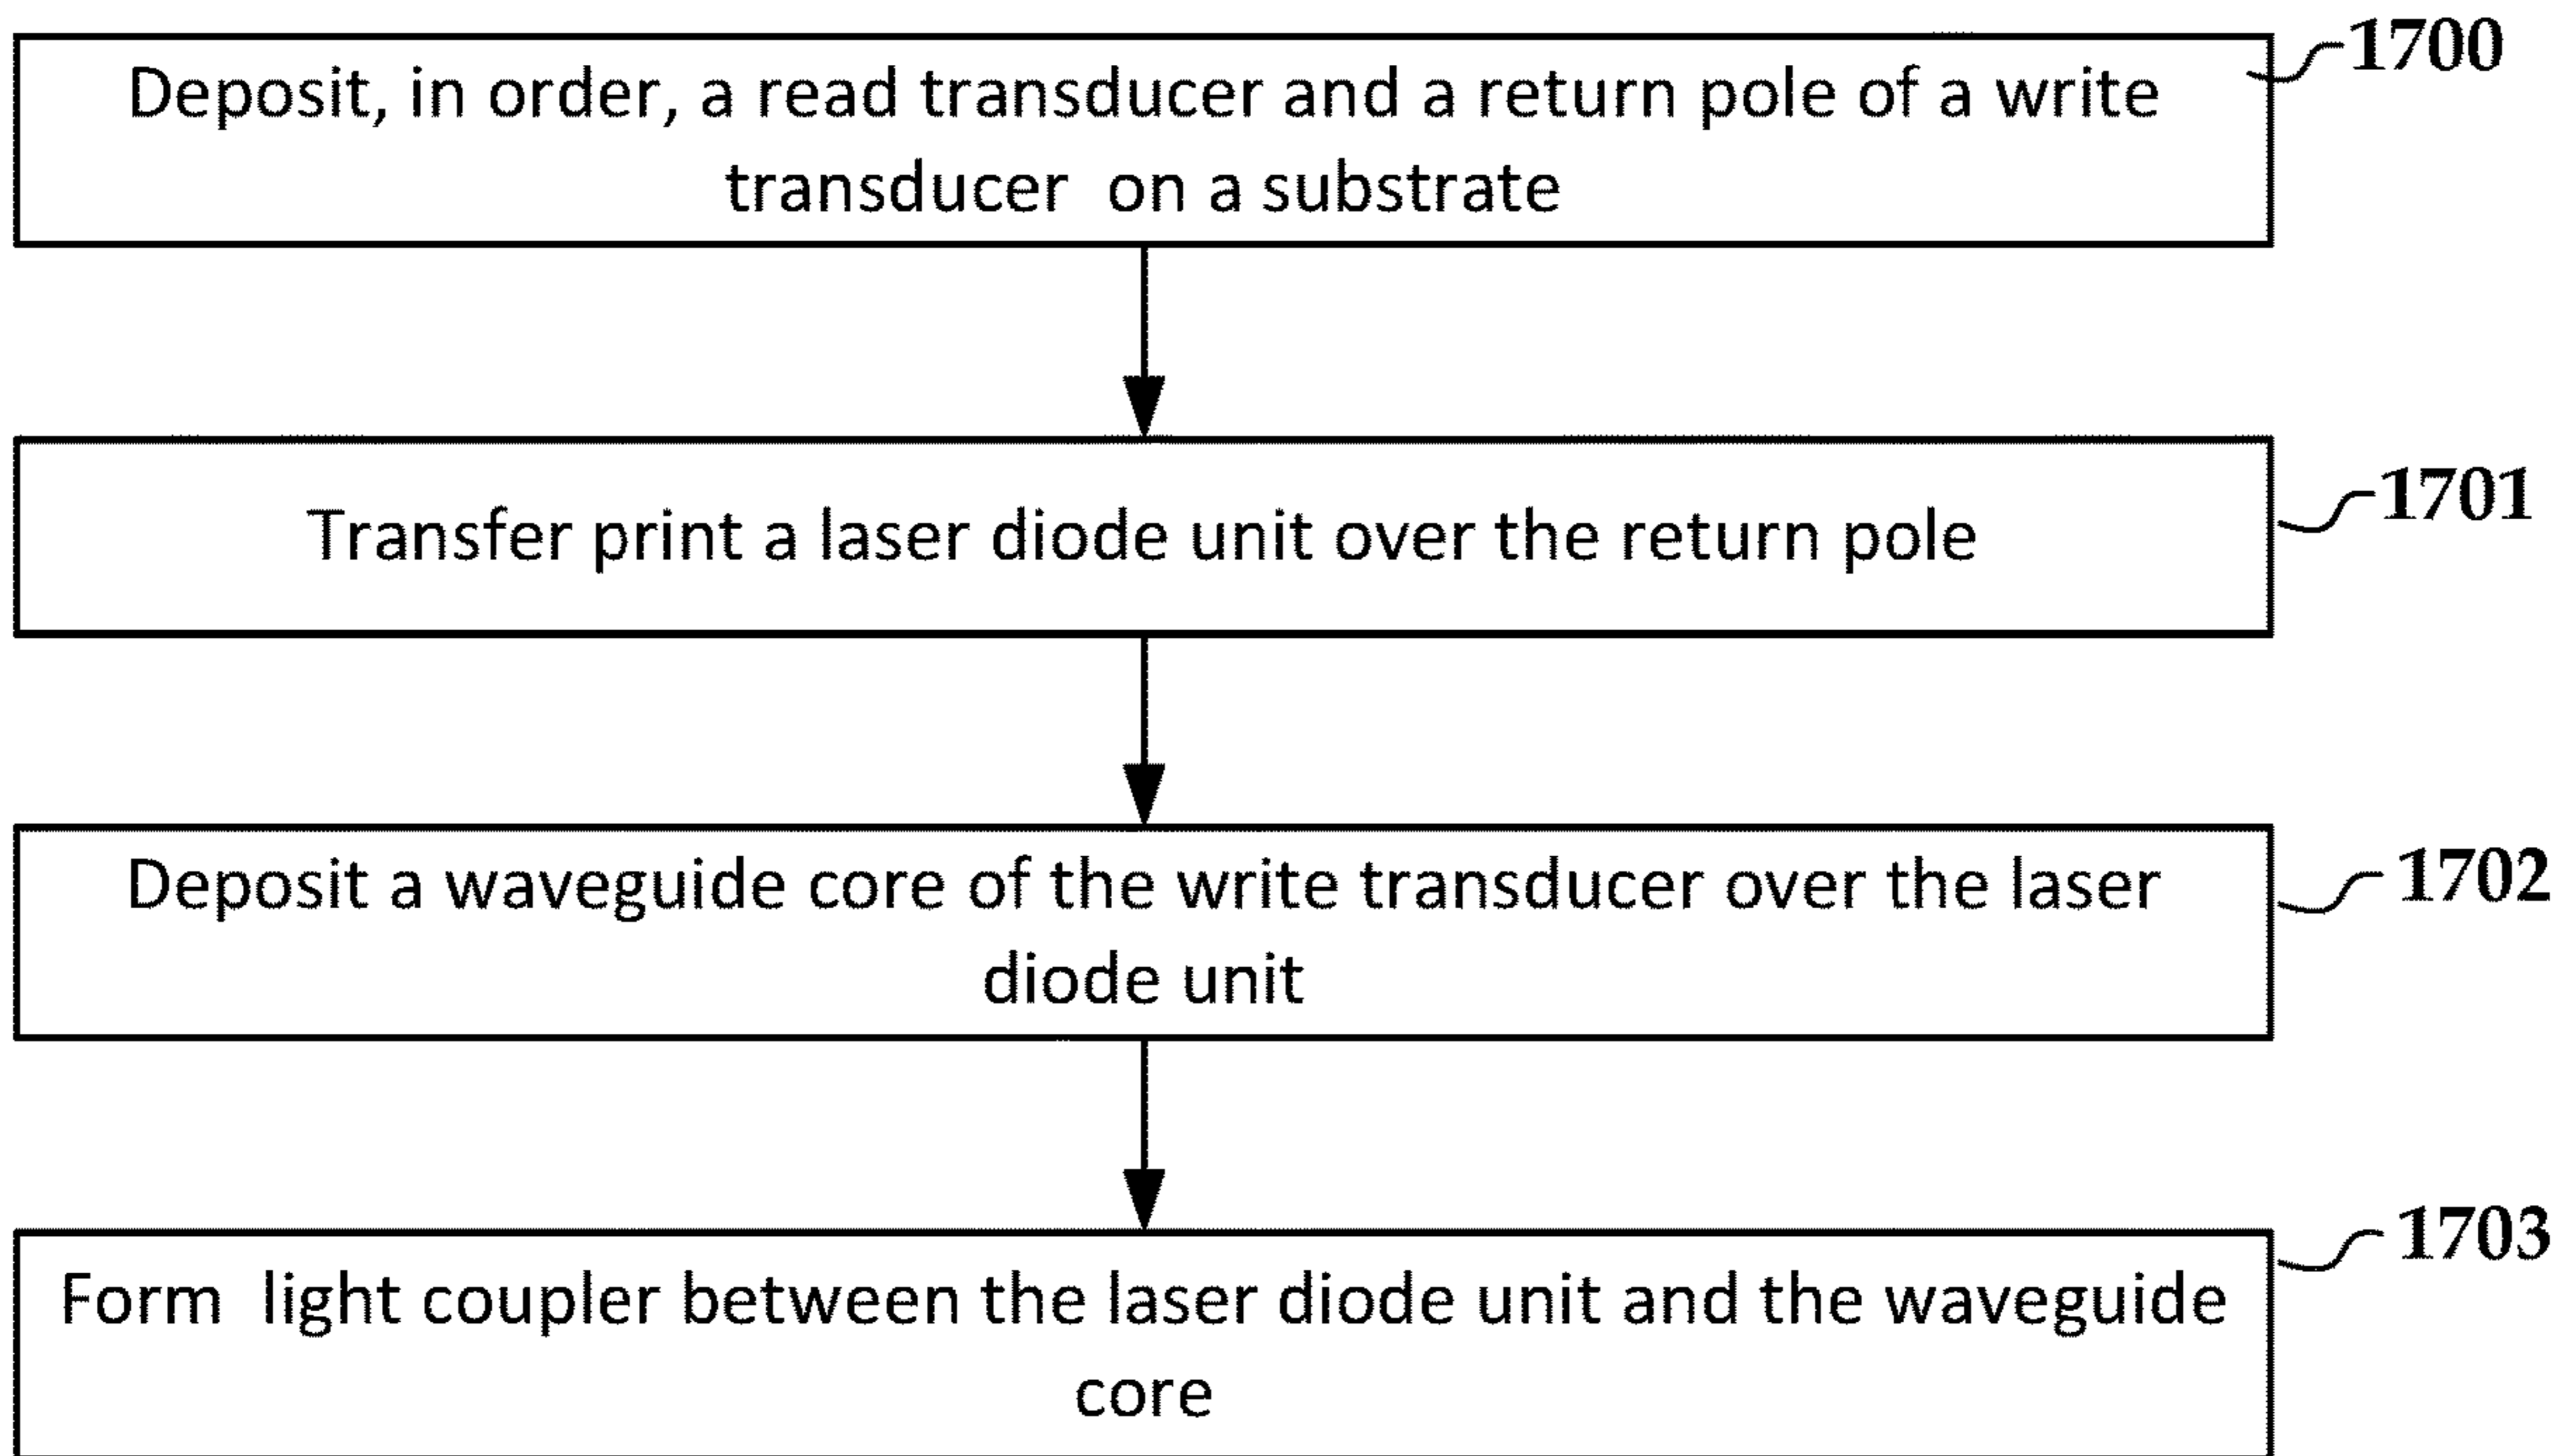 Deposit, in order, a read transducer and a return pole of a write
transducer on a substrate
1700
Transfer print a laser diode unit over the return pole
1701
Deposit a waveguide core of the write transducer over the laser
diode unit
1702
Form light coupler between the laser diode unit and the waveguide
core
1703